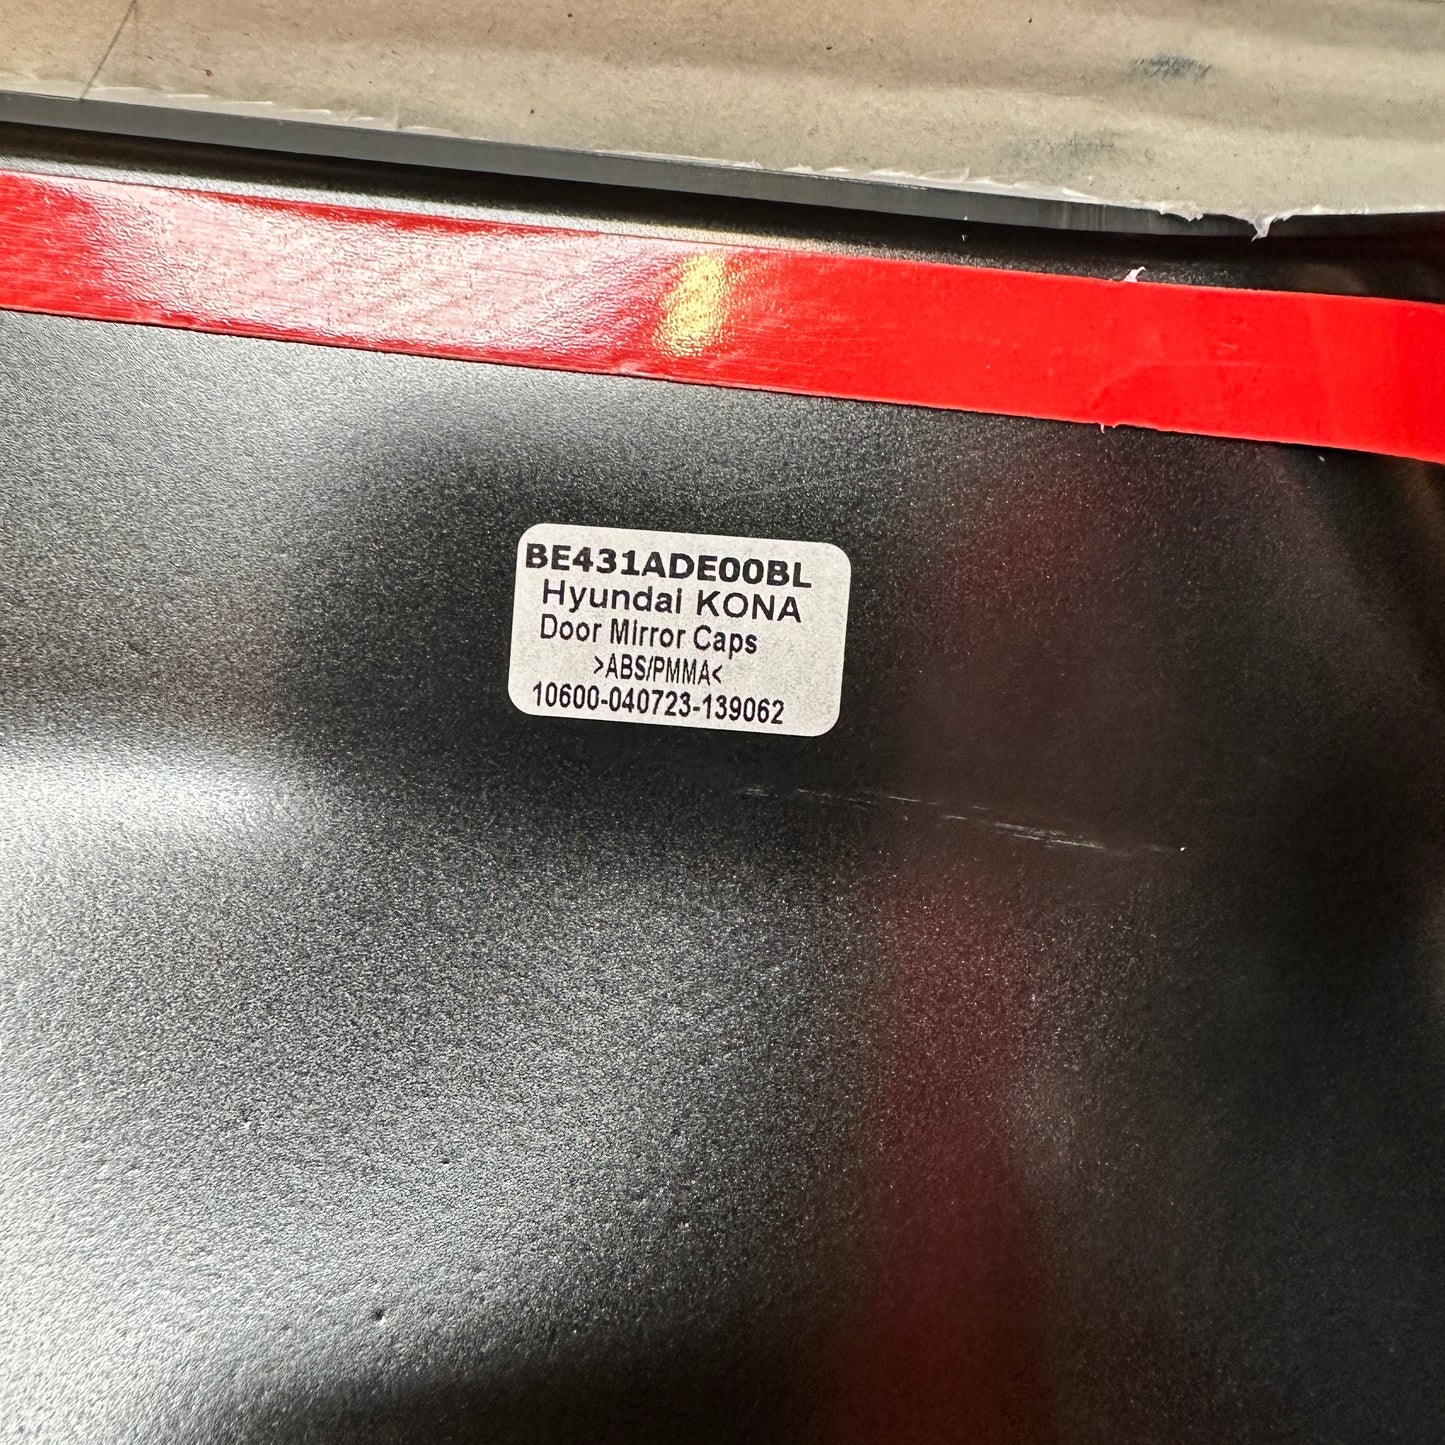 BE431ADE00BL
Hyundai KONA
Door Mirror Caps
>ABS/PMMA<
10600-040723-139062